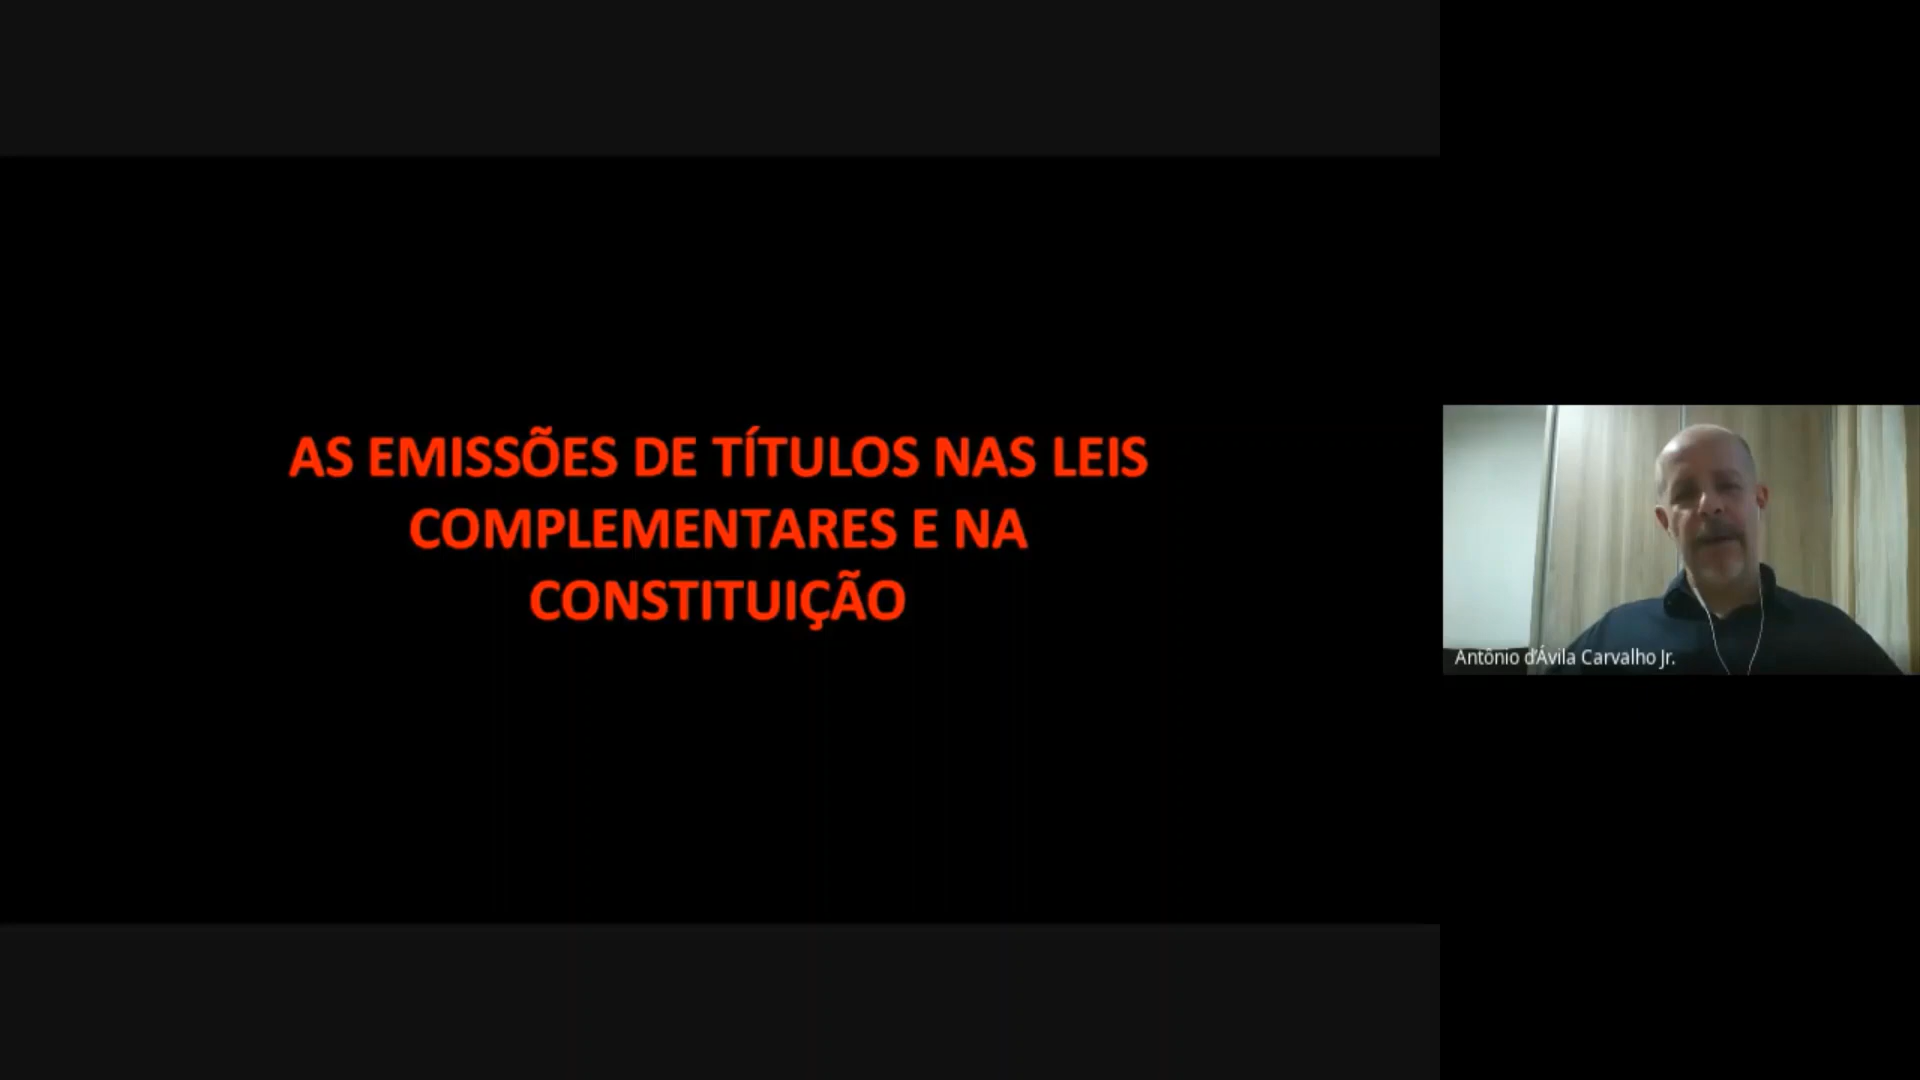 AS EMISSÕES DE TÍTULOS NAS LEIS
COMPLEMENTARES E NA
CONSTITUIÇÃO
Antônio d'Ávila Carvalho Jr.